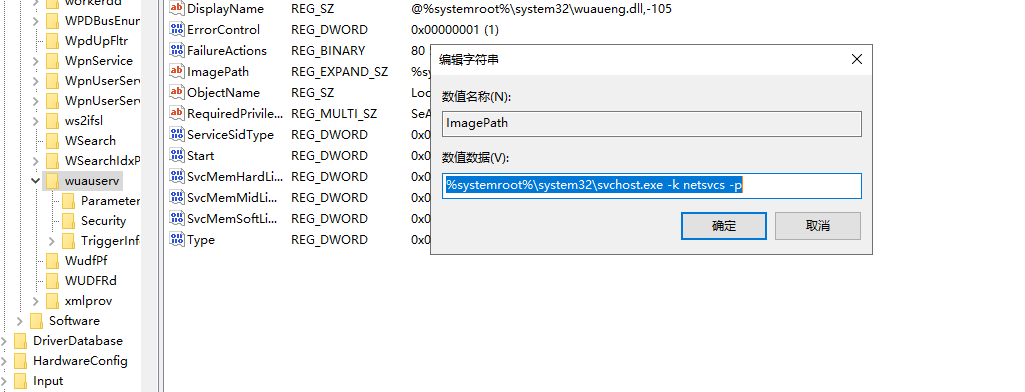 workerdd
WPDBusEnum
WpdUpFltr
WpnService
WpnUserServ
WpnUserServ
ws2ifsl
WSearch
WSearchIdxP
wuauserv
Parameter
Security
TriggerInfo
WudfPf
WUDFRd
xmlprov
Software
DriverDatabase
HardwareConfig
Input
DisplayName REG_SZ @%systemroot%\system32\wuaueng.dll,-105
ErrorControl REG_DWORD 0x00000001 (1)
FailureActions REG_BINARY 80
ImagePath REG_EXPAND_SZ %sy
ObjectName REG_SZ Loc
RequiredPrivile... REG_MULTI_SZ SeA
ServiceSidType REG_DWORD 0x0
Start REG_DWORD 0x0
SvcMemHardLi... REG_DWORD 0x0
SvcMemMidLi... REG_DWORD 0x0
SvcMemSoftLi... REG_DWORD 0x0
Type REG_DWORD 0x0
编辑字符串
数值名称(N):
ImagePath
数值数据(V):
%systemroot%\system32\svchost.exe -k netsvcs -p
确定
取消